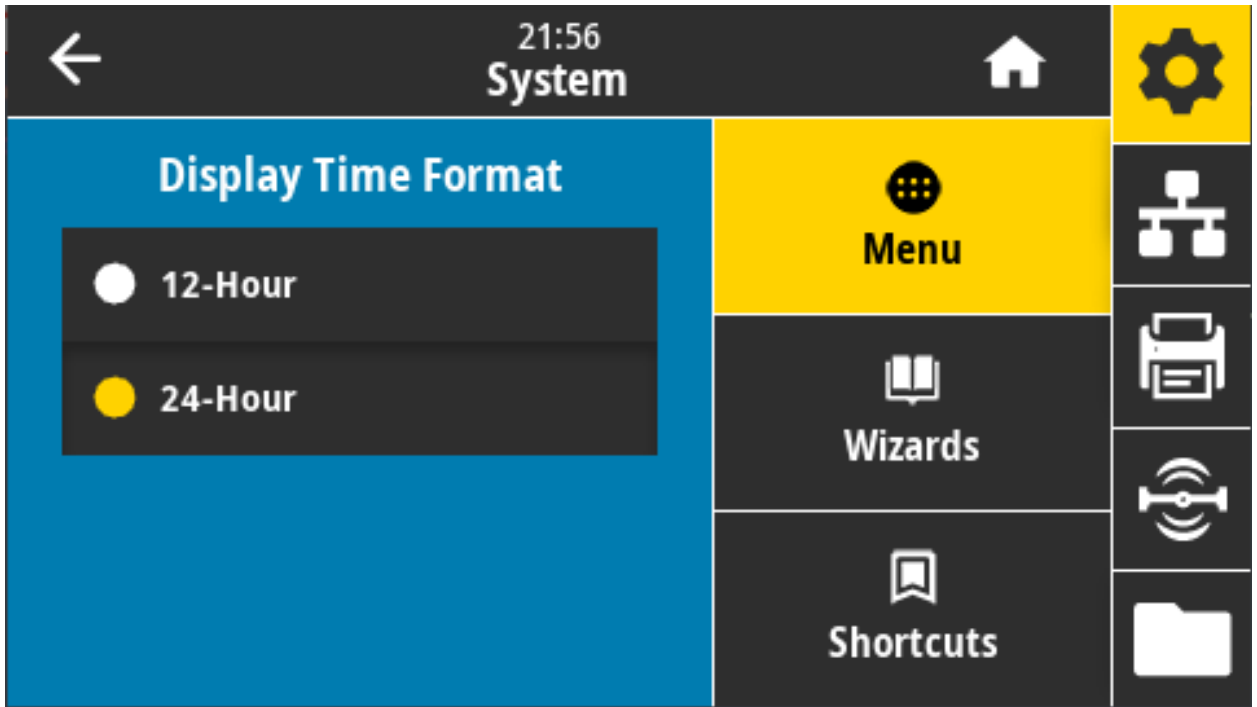 21:56
System
Display Time Format
12-Hour
24-Hour
Menu
Wizards
Shortcuts